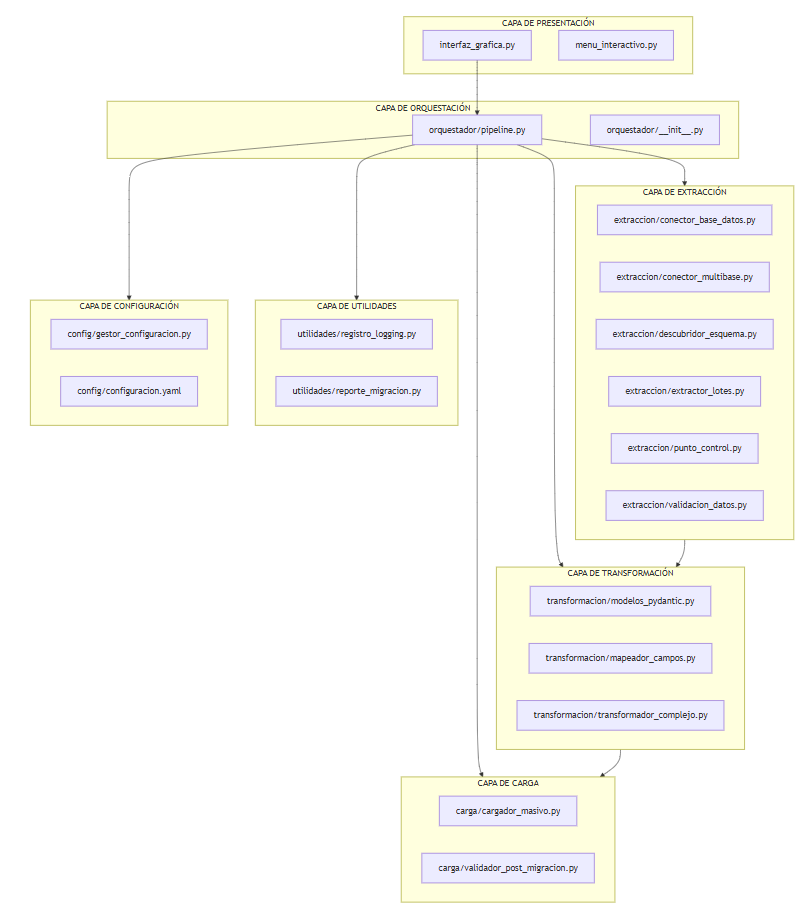 CAPA DE PRESENTACIÓN
interfaz_grafica.py
menu_interactivo.py
CAPA DE ORQUESTACIÓN
orquestador/pipeline.py
orquestador/__init__.py
CAPA DE EXTRACCIÓN
extraccion/conector_base_datos.py
extraccion/conector_multibase.py
extraccion/descubridor_esquema.py
extraccion/extractor_lotes.py
extraccion/punto_control.py
extraccion/validacion_datos.py
CAPA DE CONFIGURACIÓN
config/gestor_configuracion.py
config/configuracion.yaml
CAPA DE UTILIDADES
utilidades/registro_logging.py
utilidades/reporte_migracion.py
CAPA DE TRANSFORMACIÓN
transformacion/modelos_pydantic.py
transformacion/mapeador_campos.py
transformacion/transformador_complejo.py
CAPA DE CARGA
carga/cargador_masivo.py
carga/validador_post_migracion.py